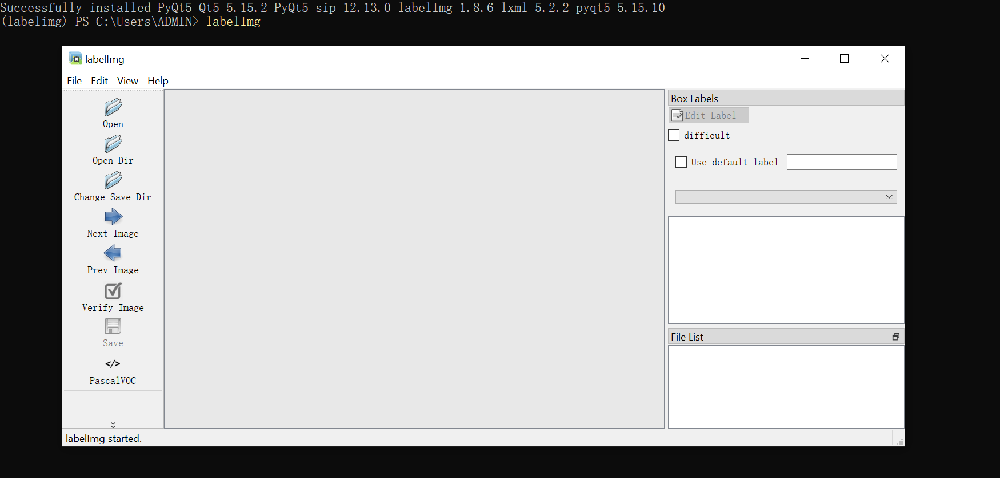 Successfully installed PyQt5-Qt5-5.15.2 PyQt5-sip-12.13.0 labelImg-1.8.6 lxml-5.2.2 pyqt5-5.15.10
(labelimg) PS C:\Users\ADMIN> labelImg
labelImg
File Edit View Help
Open
Open Dir
Change Save Dir
Next Image
Prev Image
Verify Image
Save
</>
PascalVOC
Box Labels
Edit Label
difficult
Use default label
File List
labelImg started.